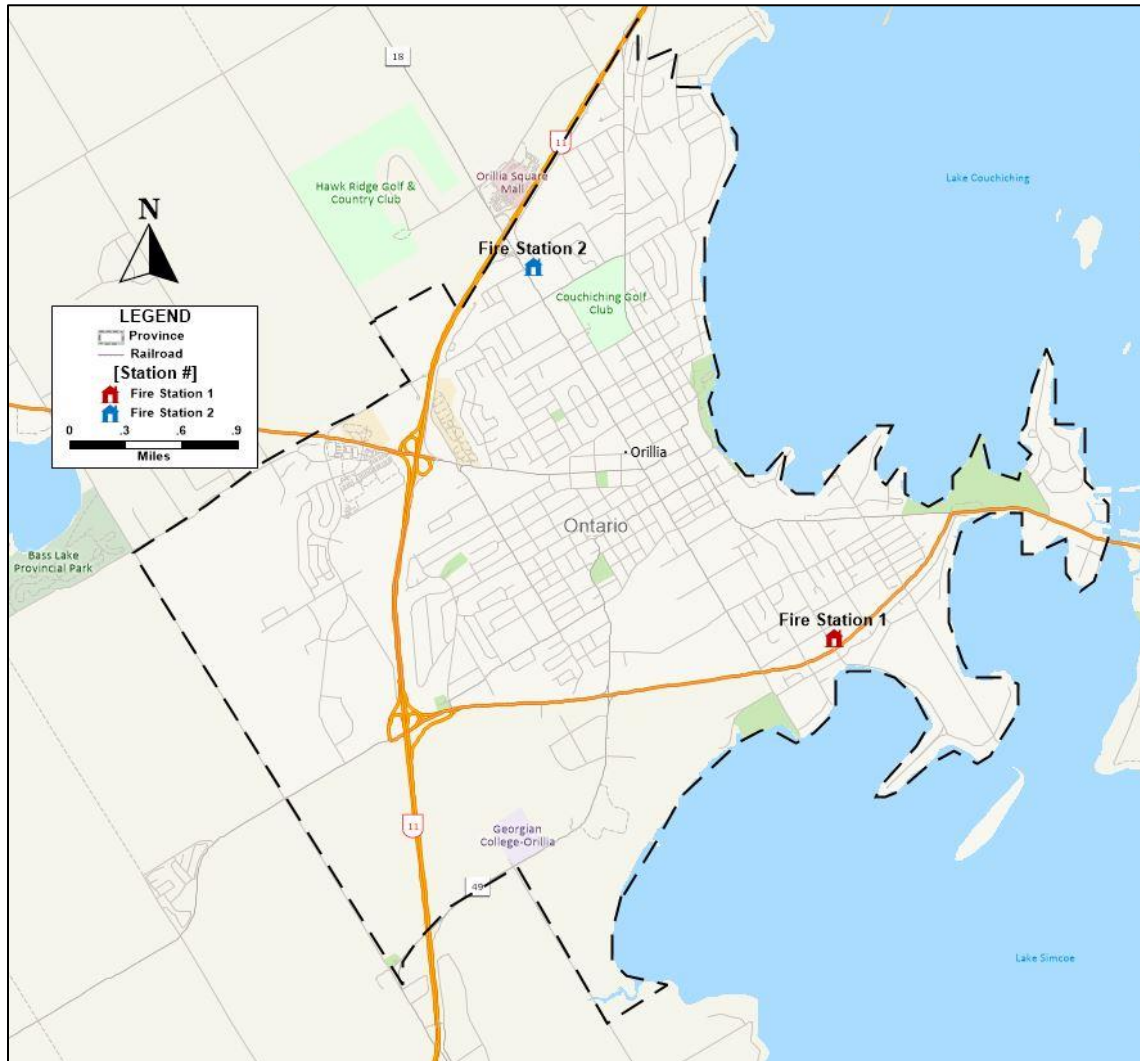 18
11
Orillia Square
Mall
Hawk Ridge Golf &
Country Club
Lake Couchiching
N
Fire Station 2
Couchiching Golf
Club
LEGEND
Province
Railroad
[Station #]
Fire Station 1
Fire Station 2
0 .3 .6 .9
Miles
Orillia
Ontario
Bass Lake
Provincial Park
Fire Station 1
11
Georgian
College-Orillia
49
Lake Simcoe